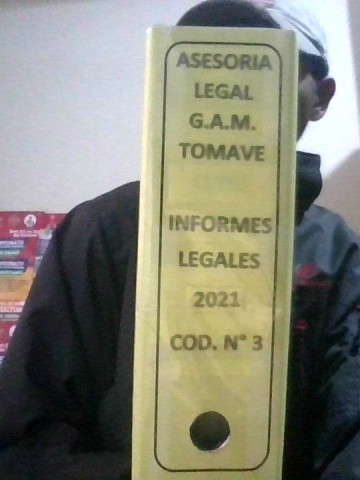 ASESORIA
LEGAL
G.A.M.
TOMAVE
INFORMES
LEGALES
2021
COD. N° 3